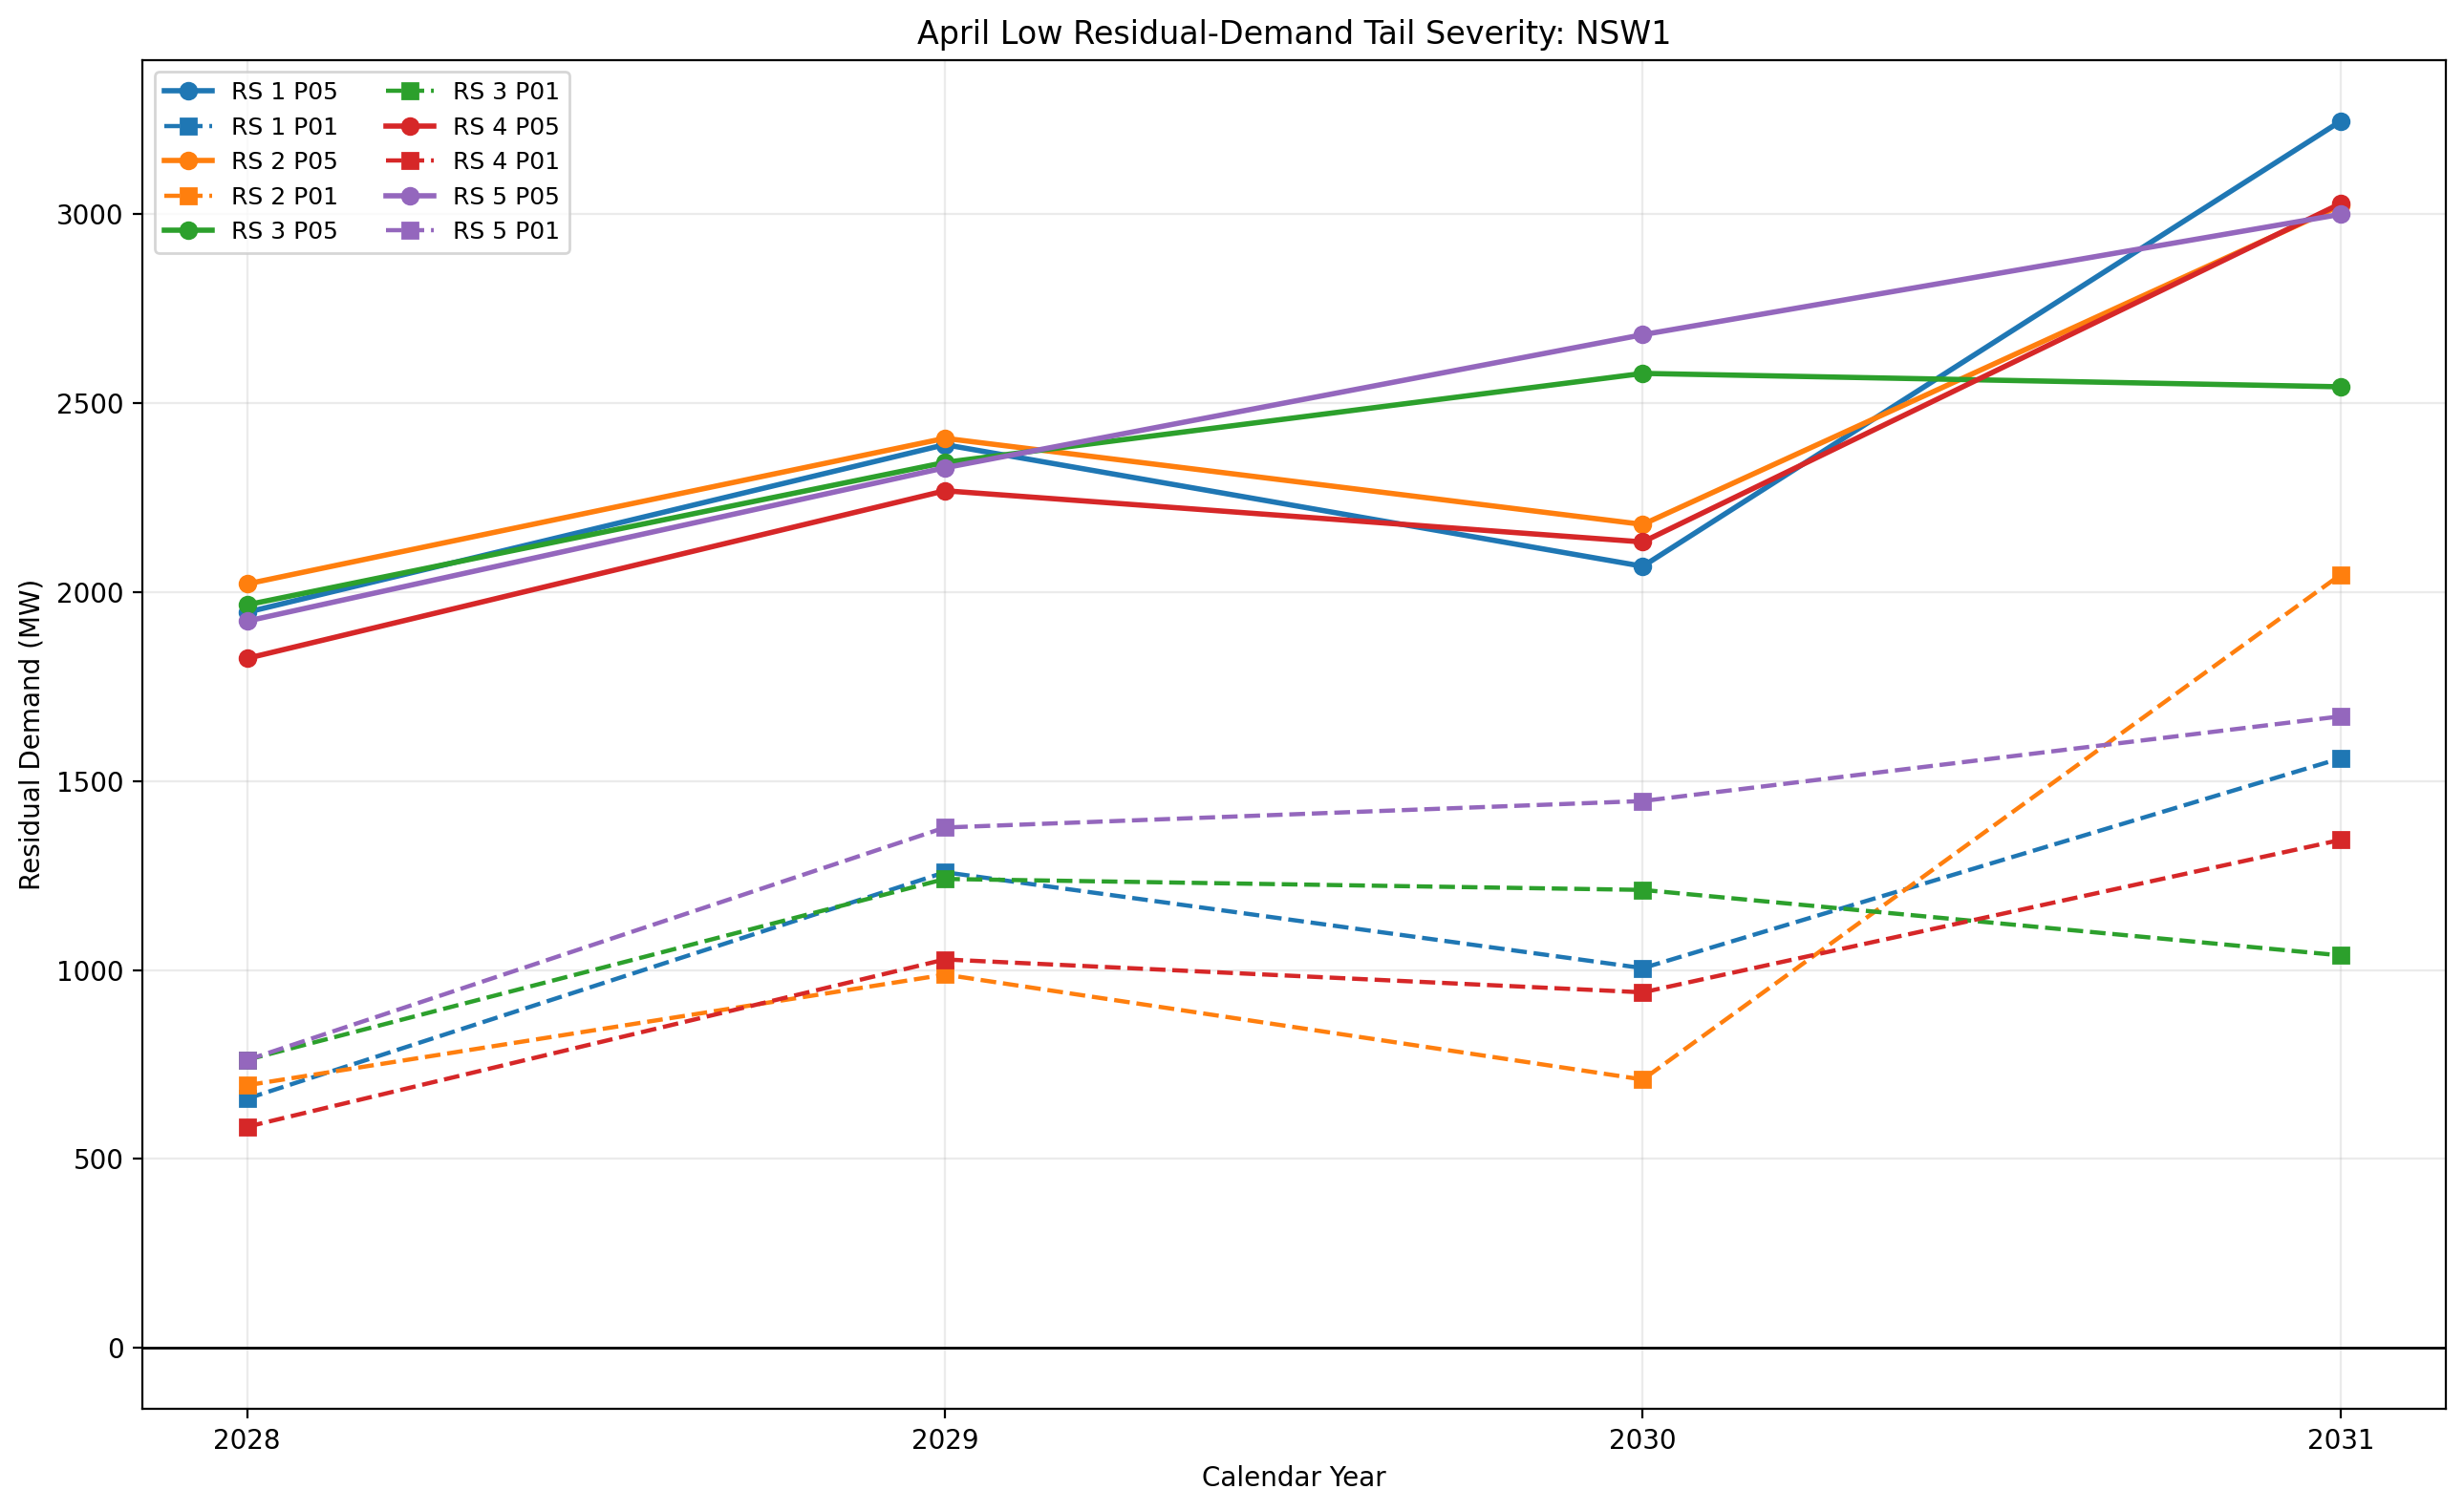 April Low Residual-Demand Tail Severity: NSW1
RS 1 P05
RS 1 P01
RS 2 P05
RS 2 P01
RS 3 P05
RS 3 P01
RS 4 P05
RS 4 P01
RS 5 P05
RS 5 P01
Residual Demand (MW)
3000
2500
2000
1500
1000
500
0
2028 2029 2030 2031
Calendar Year